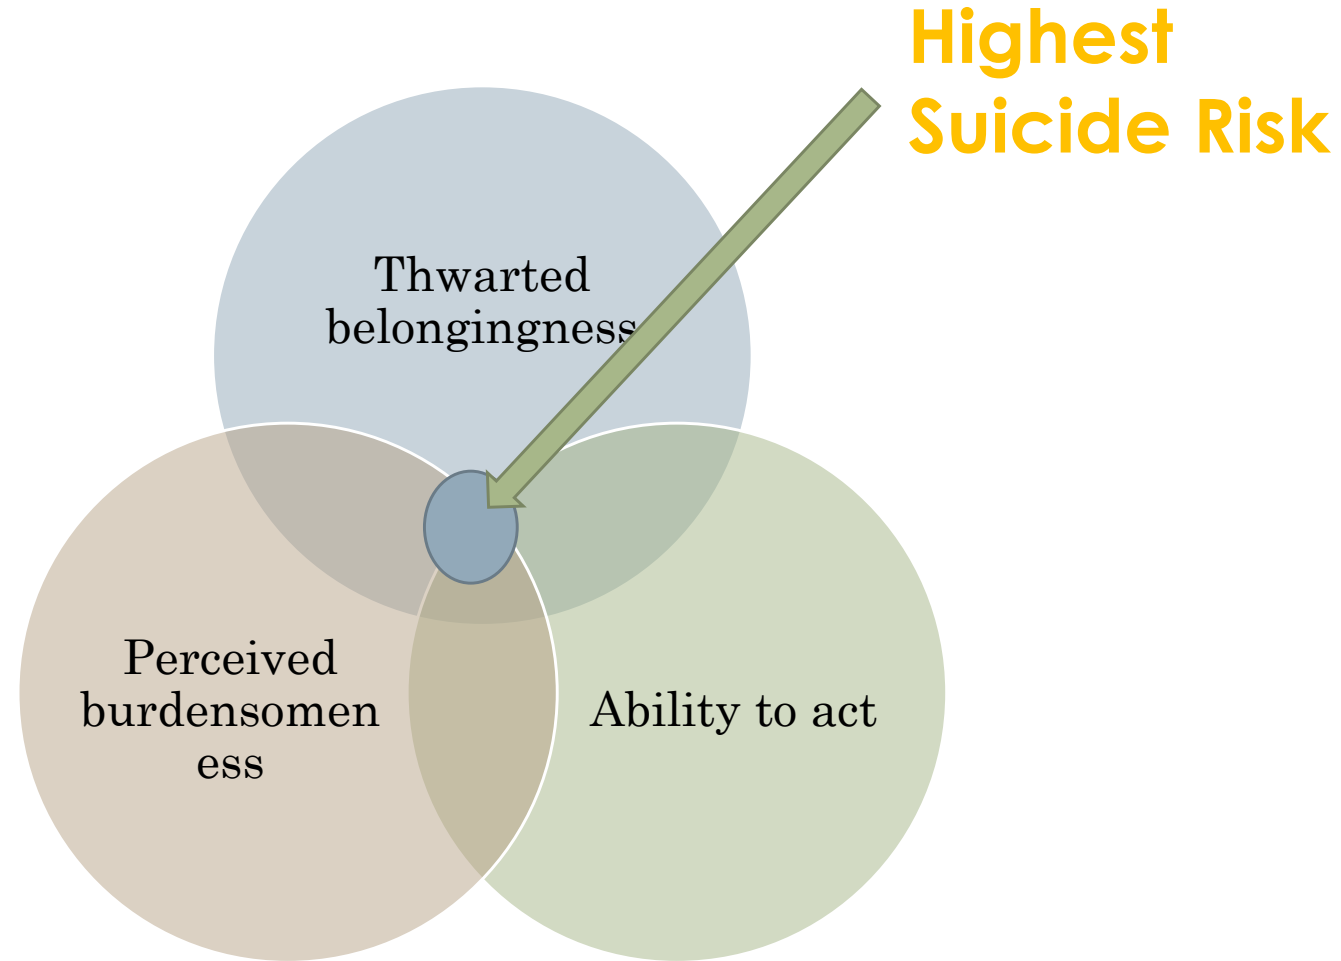 Highest
Suicide Risk
Thwarted
belongingness
Perceived
burdensomen
ess
Ability to act